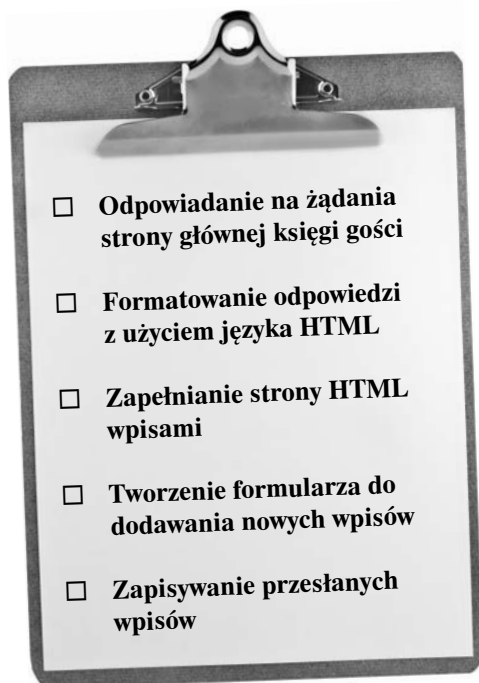 ☐ Odpowiadanie na żądania
strony głównej księgi gości
☐ Formatowanie odpowiedzi
z użyciem języka HTML
☐ Zapełnianie strony HTML
wpisami
☐ Tworzenie formularza do
dodawania nowych wpisów
☐ Zapisywanie przesłanych
wpisów